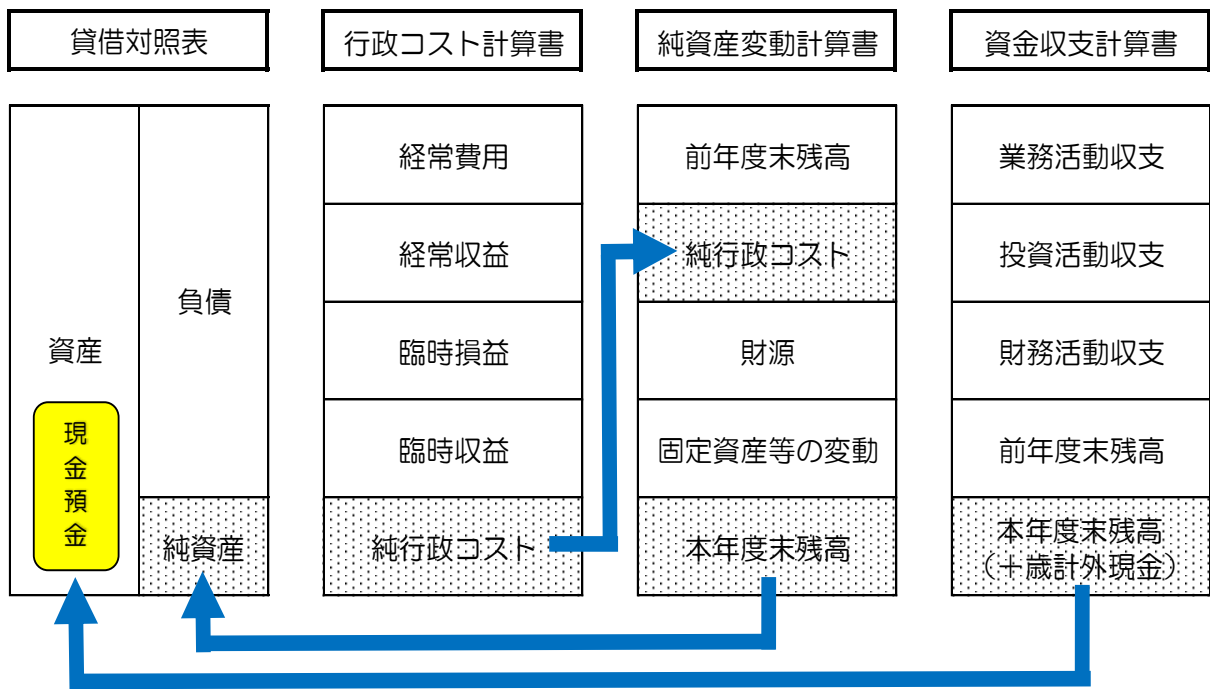 貸借対照表
行政コスト計算書
純資産変動計算書
資金収支計算書
資産
現金預金
負債
純資産
経常費用
経常収益
臨時損益
臨時収益
純行政コスト
前年度末残高
純行政コスト
財源
固定資産等の変動
本年度末残高
業務活動収支
投資活動収支
財務活動収支
前年度末残高
本年度末残高
（＋歳計外現金）